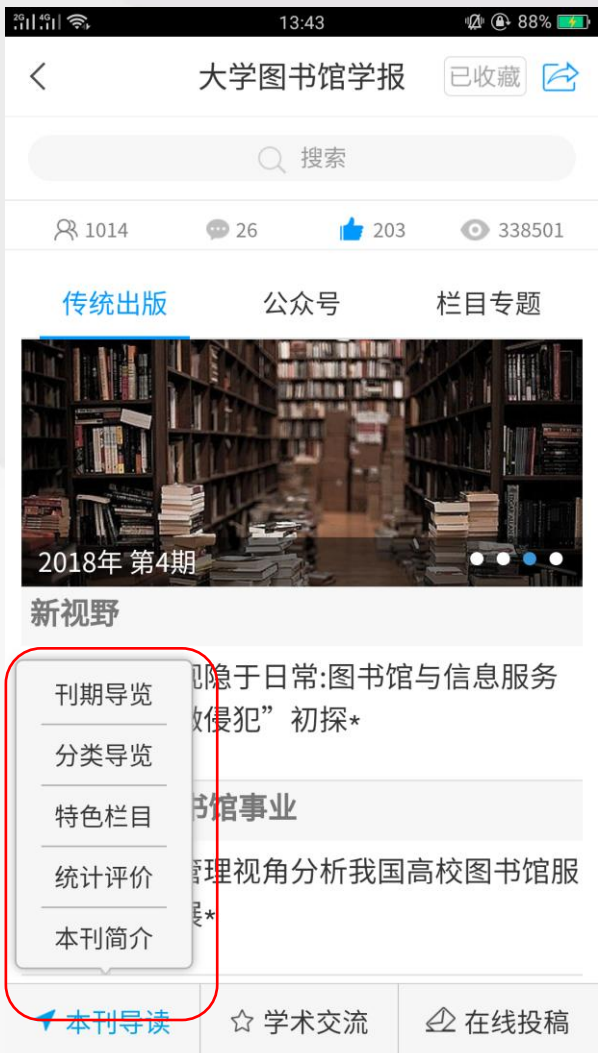 2G 4G 13:43 88%
大学图书馆学报 已收藏
搜索
1014 26 203 338501
传统出版 公众号 栏目专题
2018年 第4期
新视野
隐于日常:图书馆与信息服务
侵犯”初探*
书馆事业
管理视角分析我国高校图书馆服
展*
刊期导览
分类导览
特色栏目
统计评价
本刊简介
本刊导读 学术交流 在线投稿